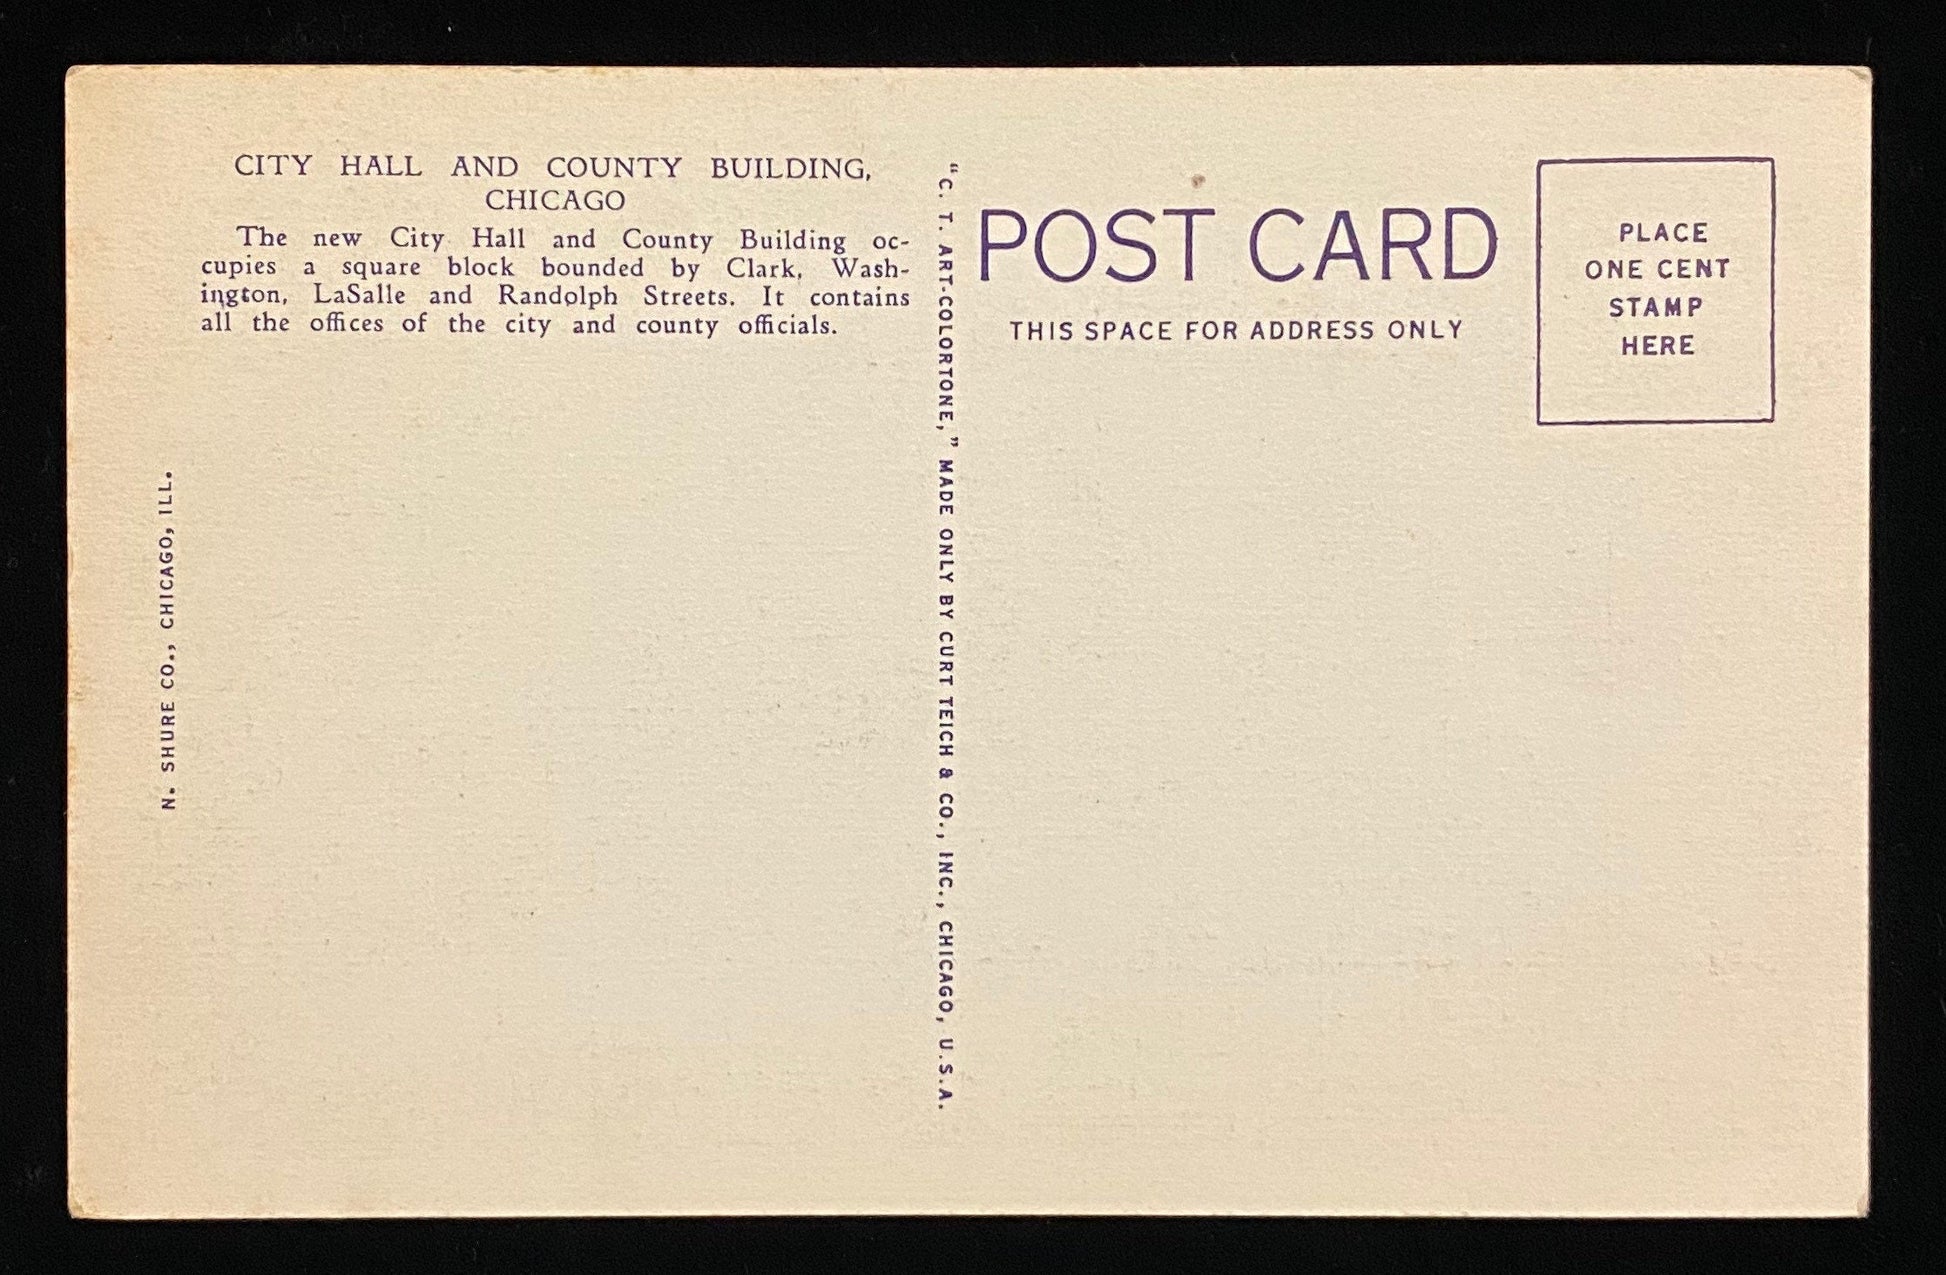 CITY HALL AND COUNTY BUILDING,
CHICAGO
The new City Hall and County Building oc-
cupies a square block bounded by Clark, Wash-
ington, LaSalle and Randolph Streets. It contains
all the offices of the city and county officials.
N. SHURE CO., CHICAGO, ILL.
"C. T. ART-COLORTONE," MADE ONLY BY CURT TEICH & CO., INC., CHICAGO, U.S.A.
POST CARD
THIS SPACE FOR ADDRESS ONLY
PLACE
ONE CENT
STAMP
HERE